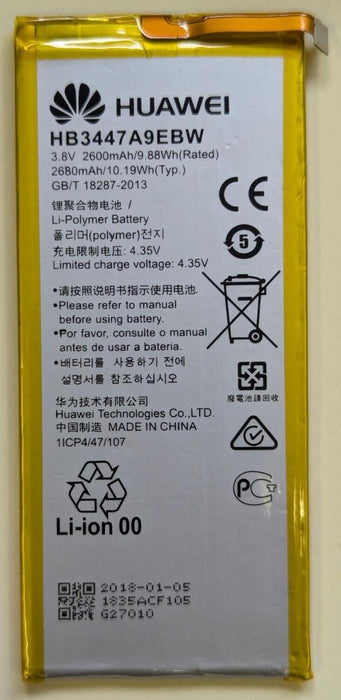 HUAWEI
HB3447A9EBW
3.8V 2600mAh/9.88Wh(Rated)
2680mAh/10.19Wh(Typ.)
GB/T 18287-2013
锂聚合物电池 /
Li-Polymer Battery
폴리머(polymer)전지
充电限制电压: 4.35V
Limited charge voltage: 4.35V
CE
5
•请按照说明书指示使用电池.
•Please refer to manual
before using battery.
•Por favor, consulte o manual
antes de usar a bateria.
•배터리를 사용하기 전에
설명서를 참조하십시오
廢電池請回收
华为技术有限公司
Huawei Technologies Co.,LTD.
中国制造 MADE IN CHINA
1ICP4/47/107
Li-ion 00
2018-01-05
1835ACF105
G27010